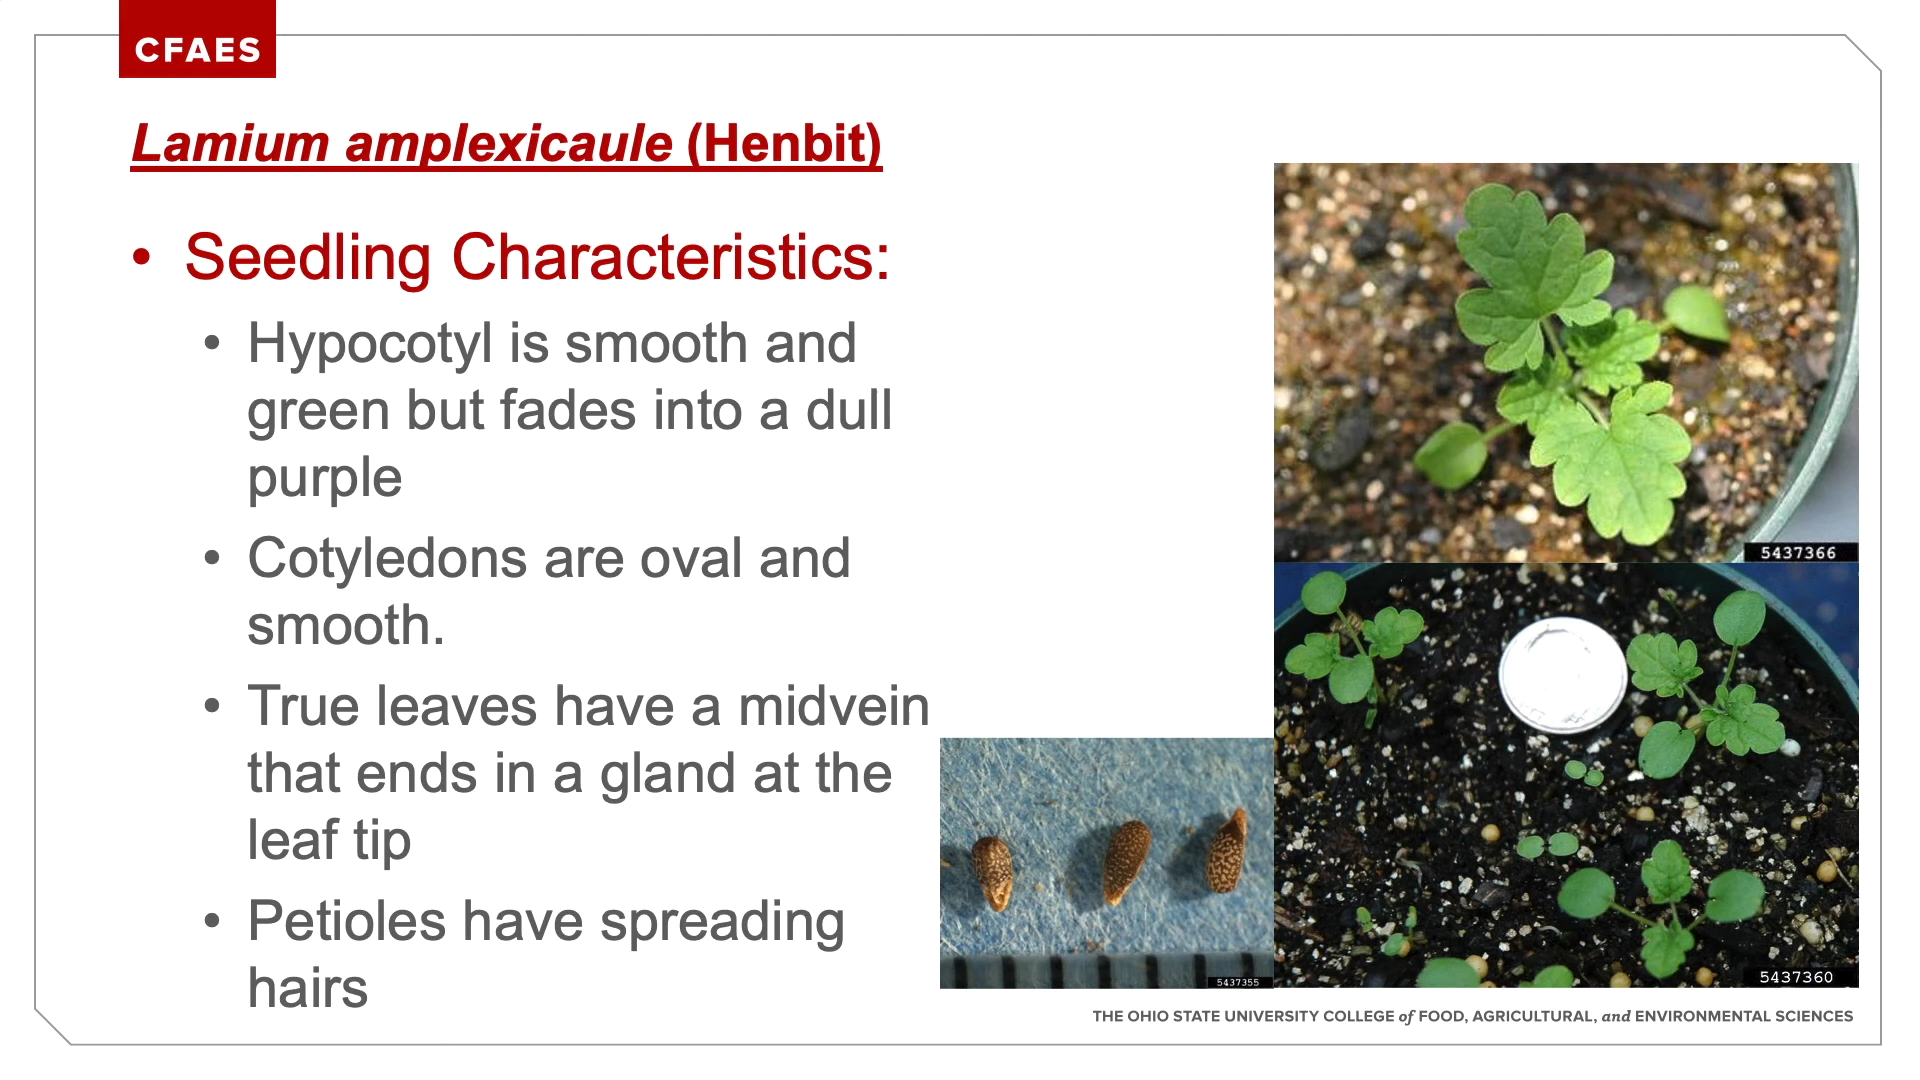 CFAES
Lamium amplexicaule (Henbit)
• Seedling Characteristics:
• Hypocotyl is smooth and
green but fades into a dull
purple
• Cotyledons are oval and
smooth.
• True leaves have a midvein
that ends in a gland at the
leaf tip
• Petioles have spreading
hairs
5437366
5437355
5437360
THE OHIO STATE UNIVERSITY COLLEGE of FOOD, AGRICULTURAL, and ENVIRONMENTAL SCIENCES